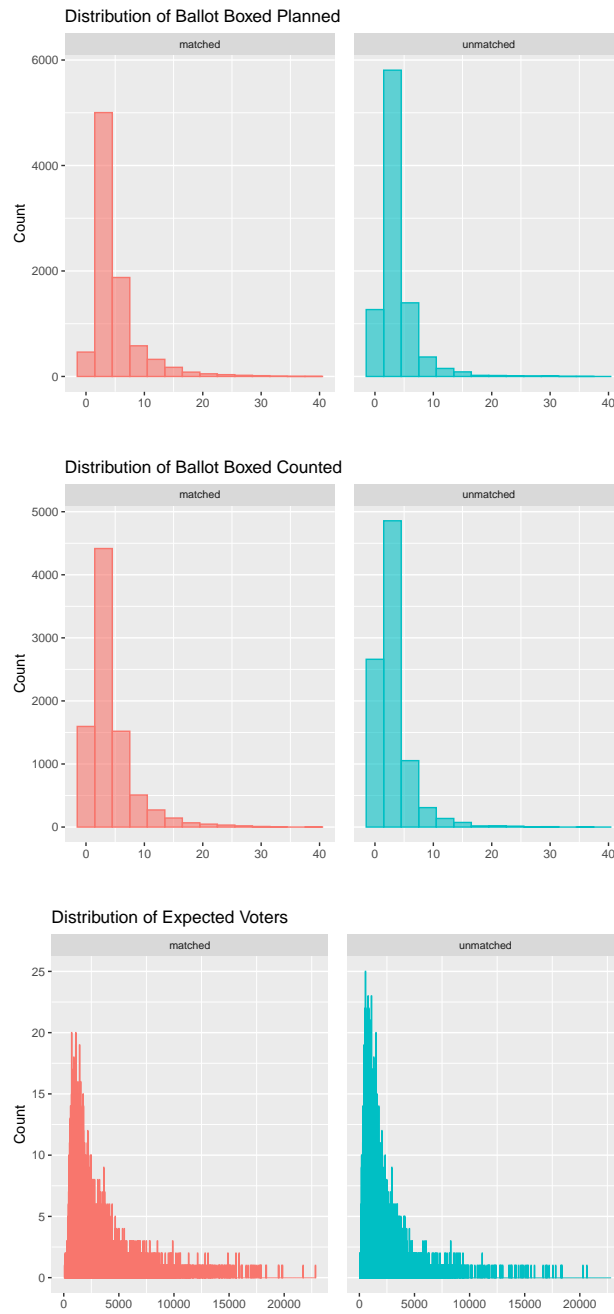 Distribution of Ballot Boxed Planned
matched unmatched
6000
4000
2000
0
Count
0 10 20 30 40 0 10 20 30 40
Distribution of Ballot Boxed Counted
matched unmatched
5000
4000
3000
2000
1000
0
Count
0 10 20 30 40 0 10 20 30 40
Distribution of Expected Voters
matched unmatched
25
20
15
10
5
0
Count
0 5000 10000 15000 20000 0 5000 10000 15000 20000